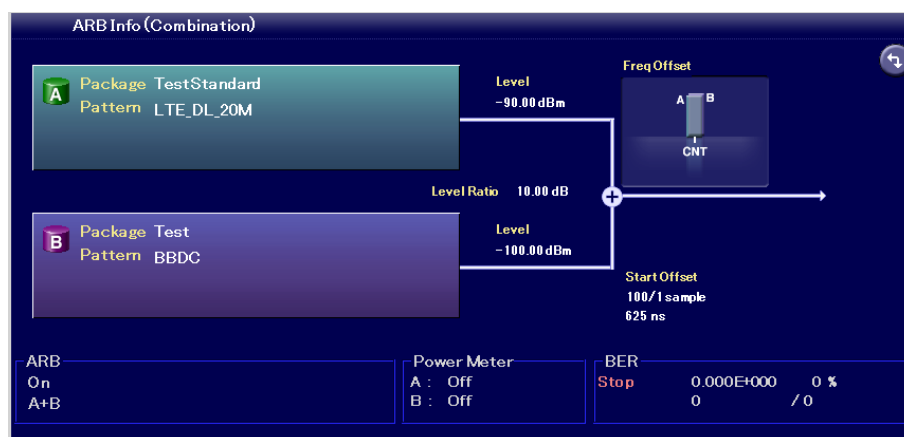 ARB Info (Combination)
A
Package TestStandard
Pattern LTE_DL_20M
Level
-90.00 dBm
Freq Offset
A B
CNT
Level Ratio 10.00 dB
B
Package Test
Pattern BBDC
Level
-100.00 dBm
Start Offset
100/1 sample
625 ns
ARB
On
A+B
Power Meter
A : Off
B : Off
BER
Stop 0.000E+000 0 %
0 / 0